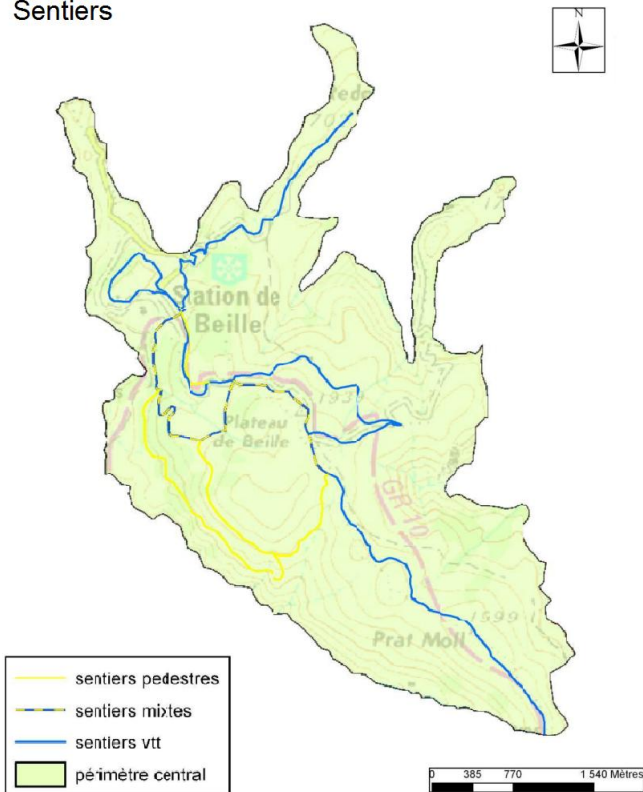 Sentiers
N
Station de
Beille
193
Plateau
de Beille
GR 10
1599
Prat Moll
sentiers pedestres
sentiers mixtes
sentiers vtt
périmètre central
0 385 770 1 540 Mètres